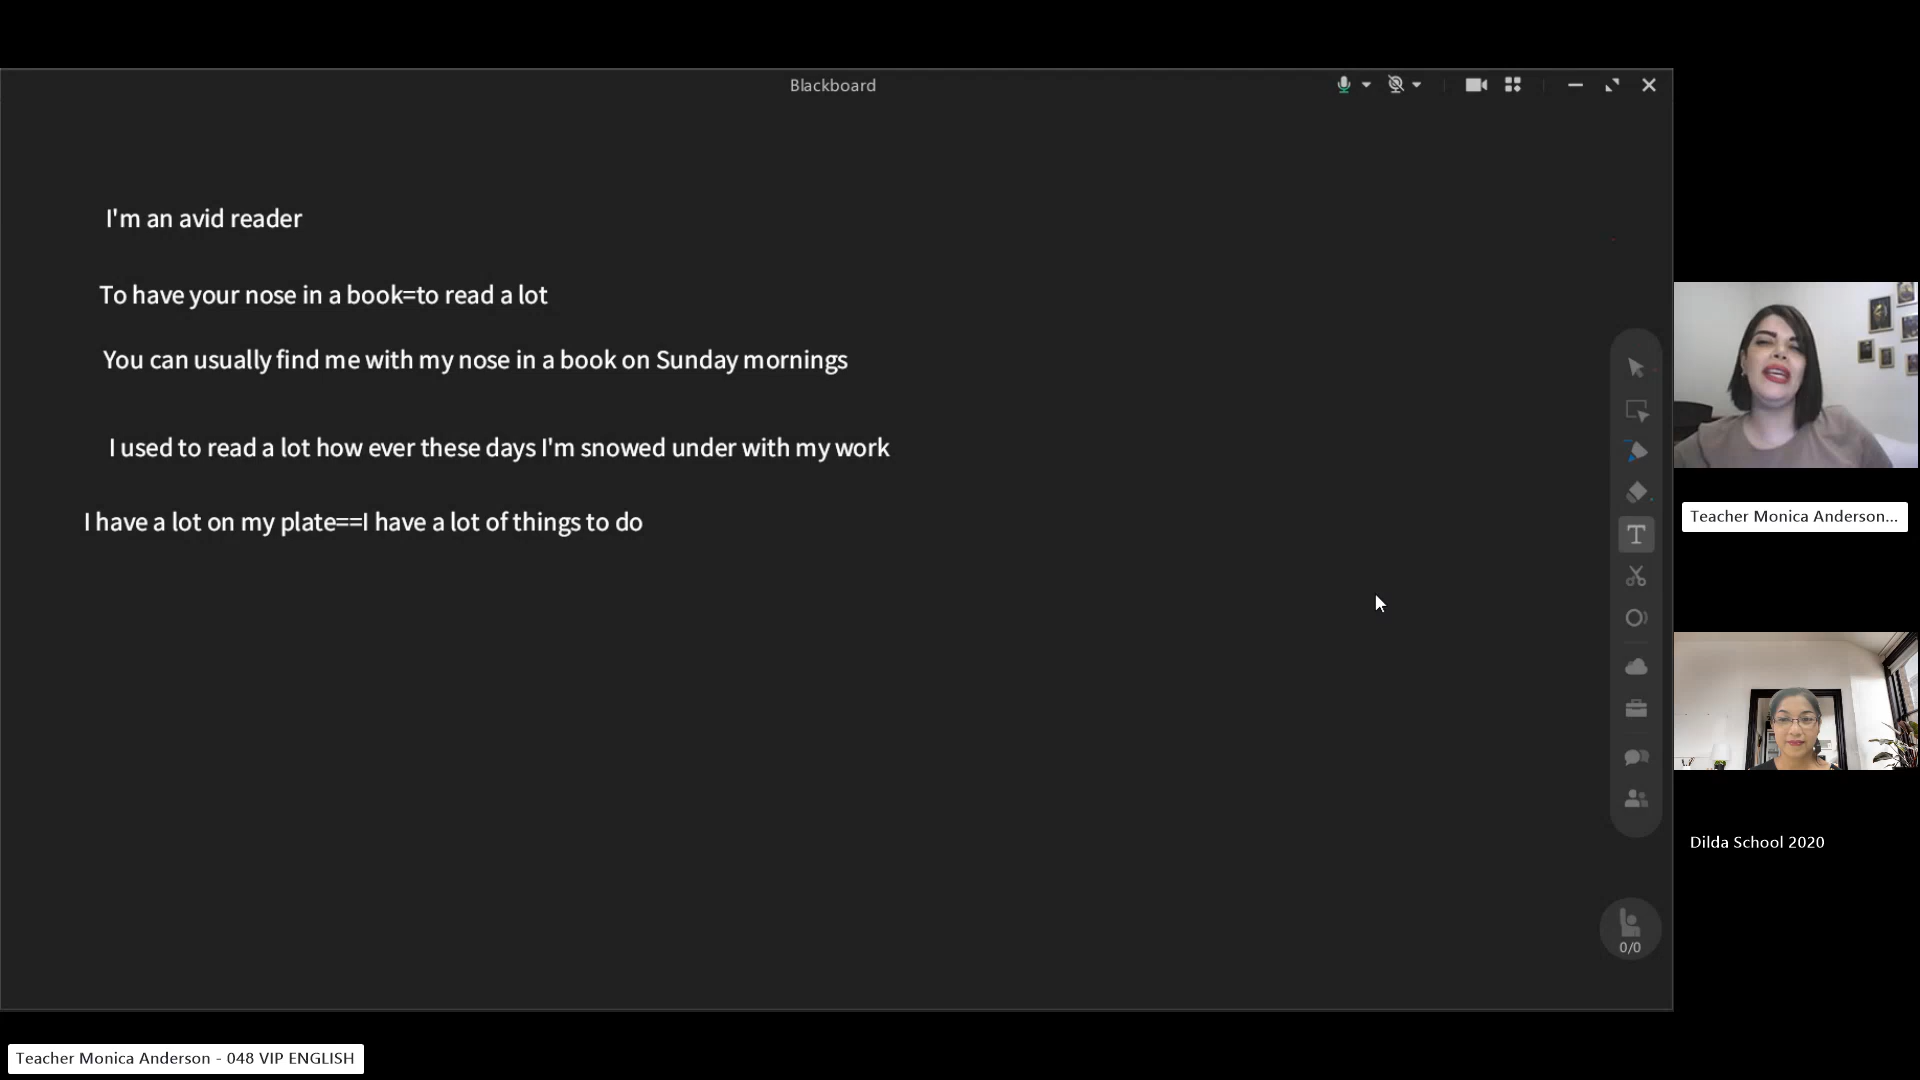 Blackboard
I'm an avid reader
To have your nose in a book=to read a lot
You can usually find me with my nose in a book on Sunday mornings
I used to read a lot how ever these days I'm snowed under with my work
I have a lot on my plate==I have a lot of things to do
T
0/0
Teacher Monica Anderson...
Dilda School 2020
Teacher Monica Anderson - 048 VIP ENGLISH